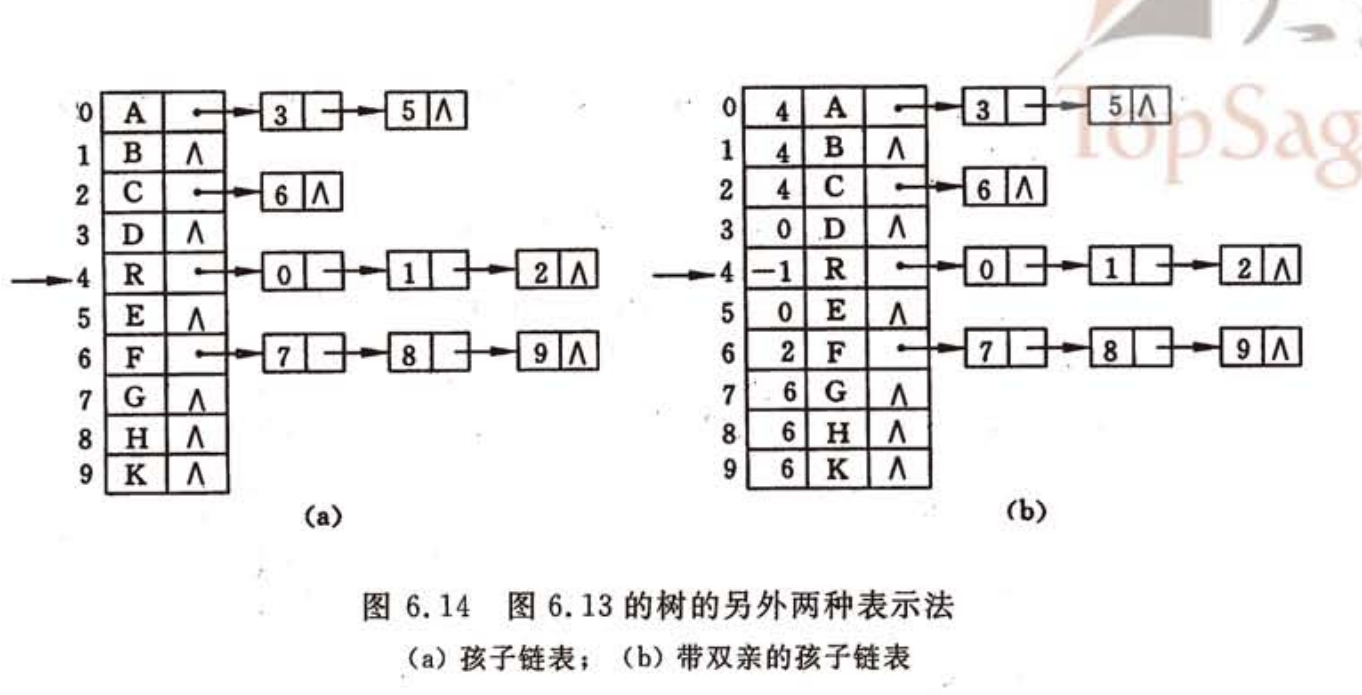 TopSag
0 A 3 5 ∧ 0 4 A 3 5 ∧
1 B ∧ 1 4 B ∧
2 C 6 ∧ 2 4 C 6 ∧
3 D ∧ 3 0 D ∧
4 R 0 1 2 ∧ 4 -1 R 0 1 2 ∧
5 E ∧ 5 0 E ∧
6 F 7 8 9 ∧ 6 2 F 7 8 9 ∧
7 G ∧ 7 6 G ∧
8 H ∧ 8 6 H ∧
9 K ∧ 9 6 K ∧
(a) (b)
图 6.14 图 6.13 的树的另外两种表示法
(a) 孩子链表; (b) 带双亲的孩子链表